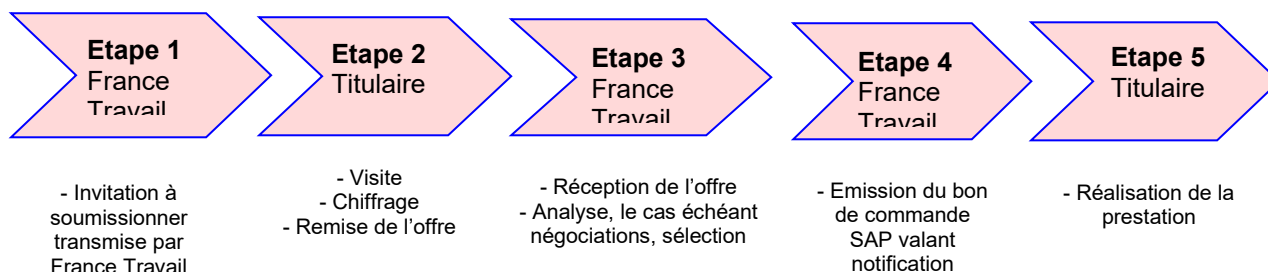 Etape 1
France
Travail
Etape 2
Titulaire
Etape 3
France
Travail
Etape 4
France
Travail
Etape 5
Titulaire
- Invitation à
soumissionner
transmise par
France Travail
- Visite
- Chiffrage
- Remise de l’offre
- Réception de l’offre
- Analyse, le cas échéant
négociations, sélection
- Emission du bon
de commande
SAP valant
notification
- Réalisation de la
prestation